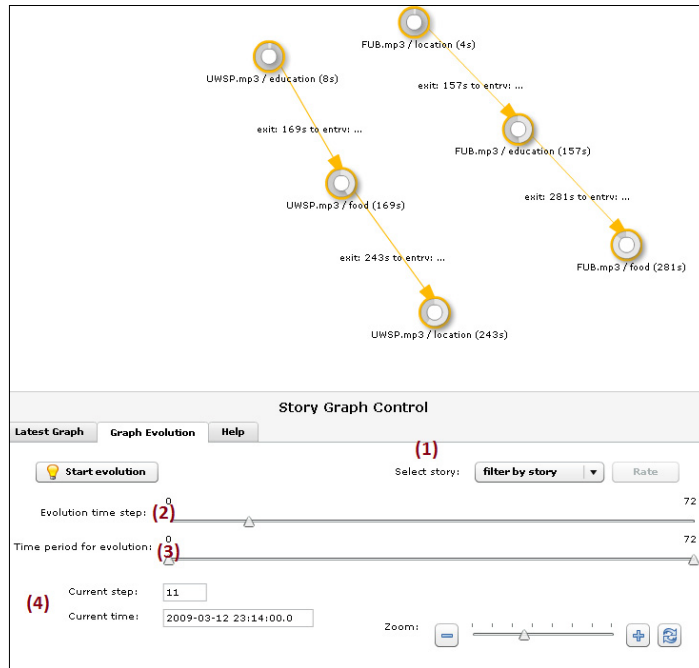 FUB.mp3 / location (4s)
UWSP.mp3 / education (8s)
exit: 157s to entry: ...
exit: 169s to entry: ...
FUB.mp3 / education (157s)
exit: 281s to entry: ...
UWSP.mp3 / food (169s)
exit: 243s to entry: ...
FUB.mp3 / food (281s)
UWSP.mp3 / location (243s)
Story Graph Control
Latest Graph Graph Evolution Help
(1)
Start evolution Select story: filter by story Rate
0 72
Evolution time step: (2)
0 72
Time period for evolution: (3)
(4)
Current step: 11
Current time: 2009-03-12 23:14:00.0
Zoom: